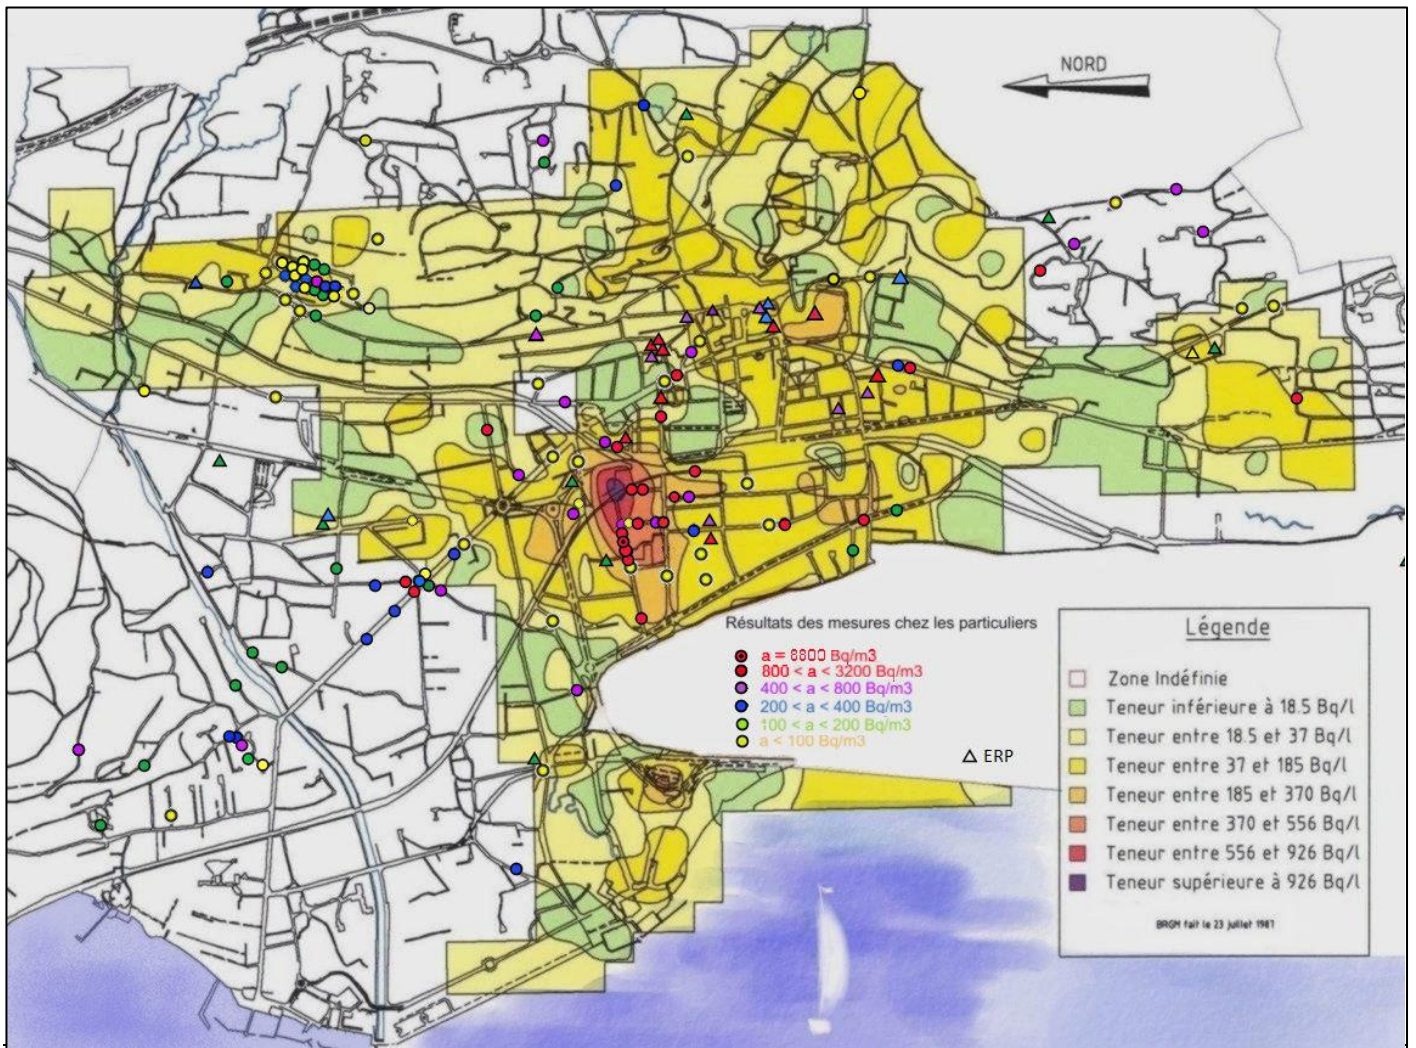 NORD
Résultats des mesures chez les particuliers
a = 8800 Bq/m3
800 < a < 3200 Bq/m3
400 < a < 800 Bq/m3
200 < a < 400 Bq/m3
100 < a < 200 Bq/m3
a < 100 Bq/m3
ERP
Légende
Zone Indéfinie
Teneur inférieure à 18.5 Bq/l
Teneur entre 18.5 et 37 Bq/l
Teneur entre 37 et 185 Bq/l
Teneur entre 185 et 370 Bq/l
Teneur entre 370 et 556 Bq/l
Teneur entre 556 et 926 Bq/l
Teneur supérieure à 926 Bq/l
BRGM fait le 23 juillet 1987